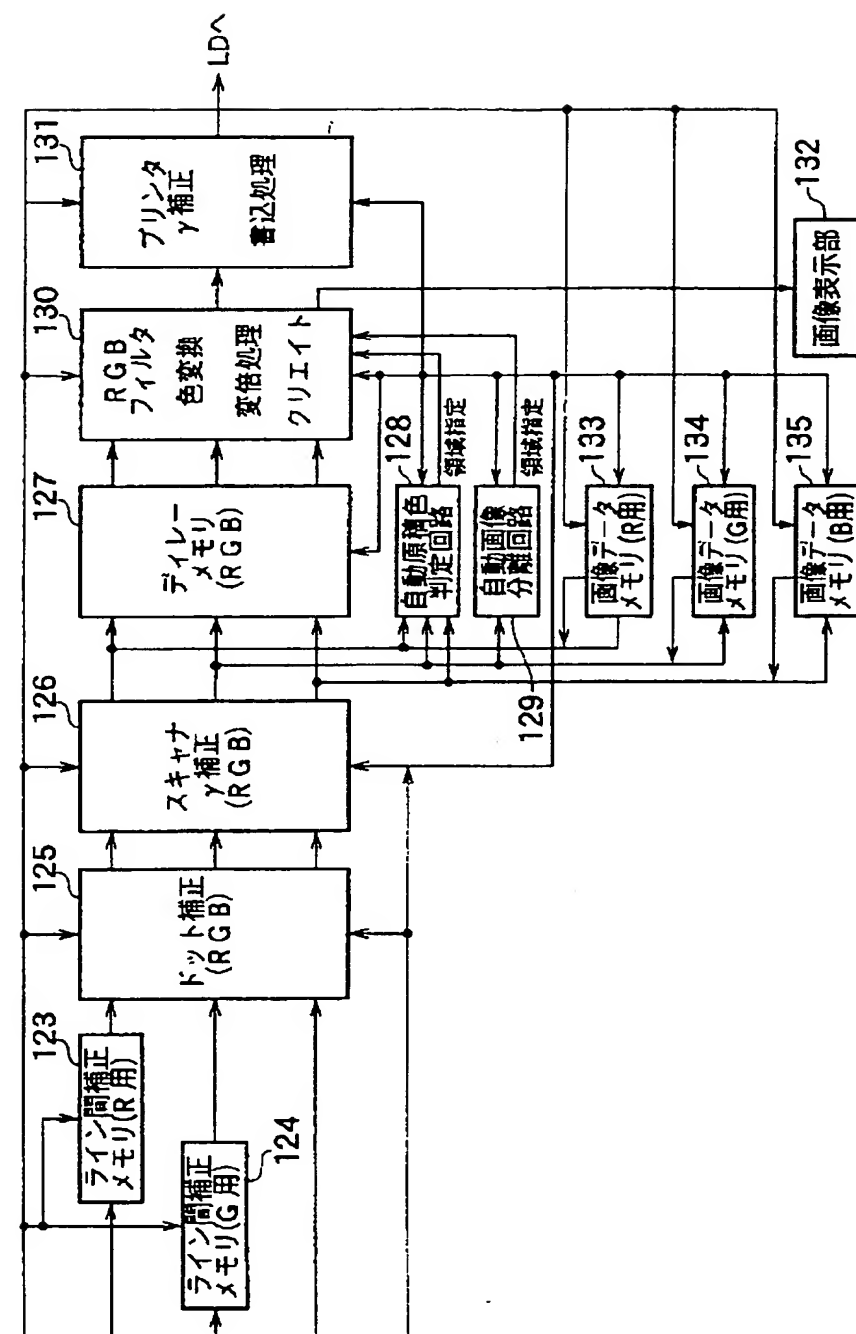 123
ライン間補正
メモリ(R用)
ライン間補正
メモリ(G用)
124
125
ドット補正
(RGB)
126
スキャナ
γ補正
(RGB)
127
ディレー
メモリ
(RGB)
128
自動原稿色
判定回路
領域指定
自動画像
分離回路
領域指定
129
130
RGB
フィルタ
色変換
変倍処理
クリエイト
131
プリンタ
γ補正
書込処理
LDへ
132
画像表示部
133
画像データ
メモリ(R用)
134
画像データ
メモリ(G用)
135
画像データ
メモリ(B用)